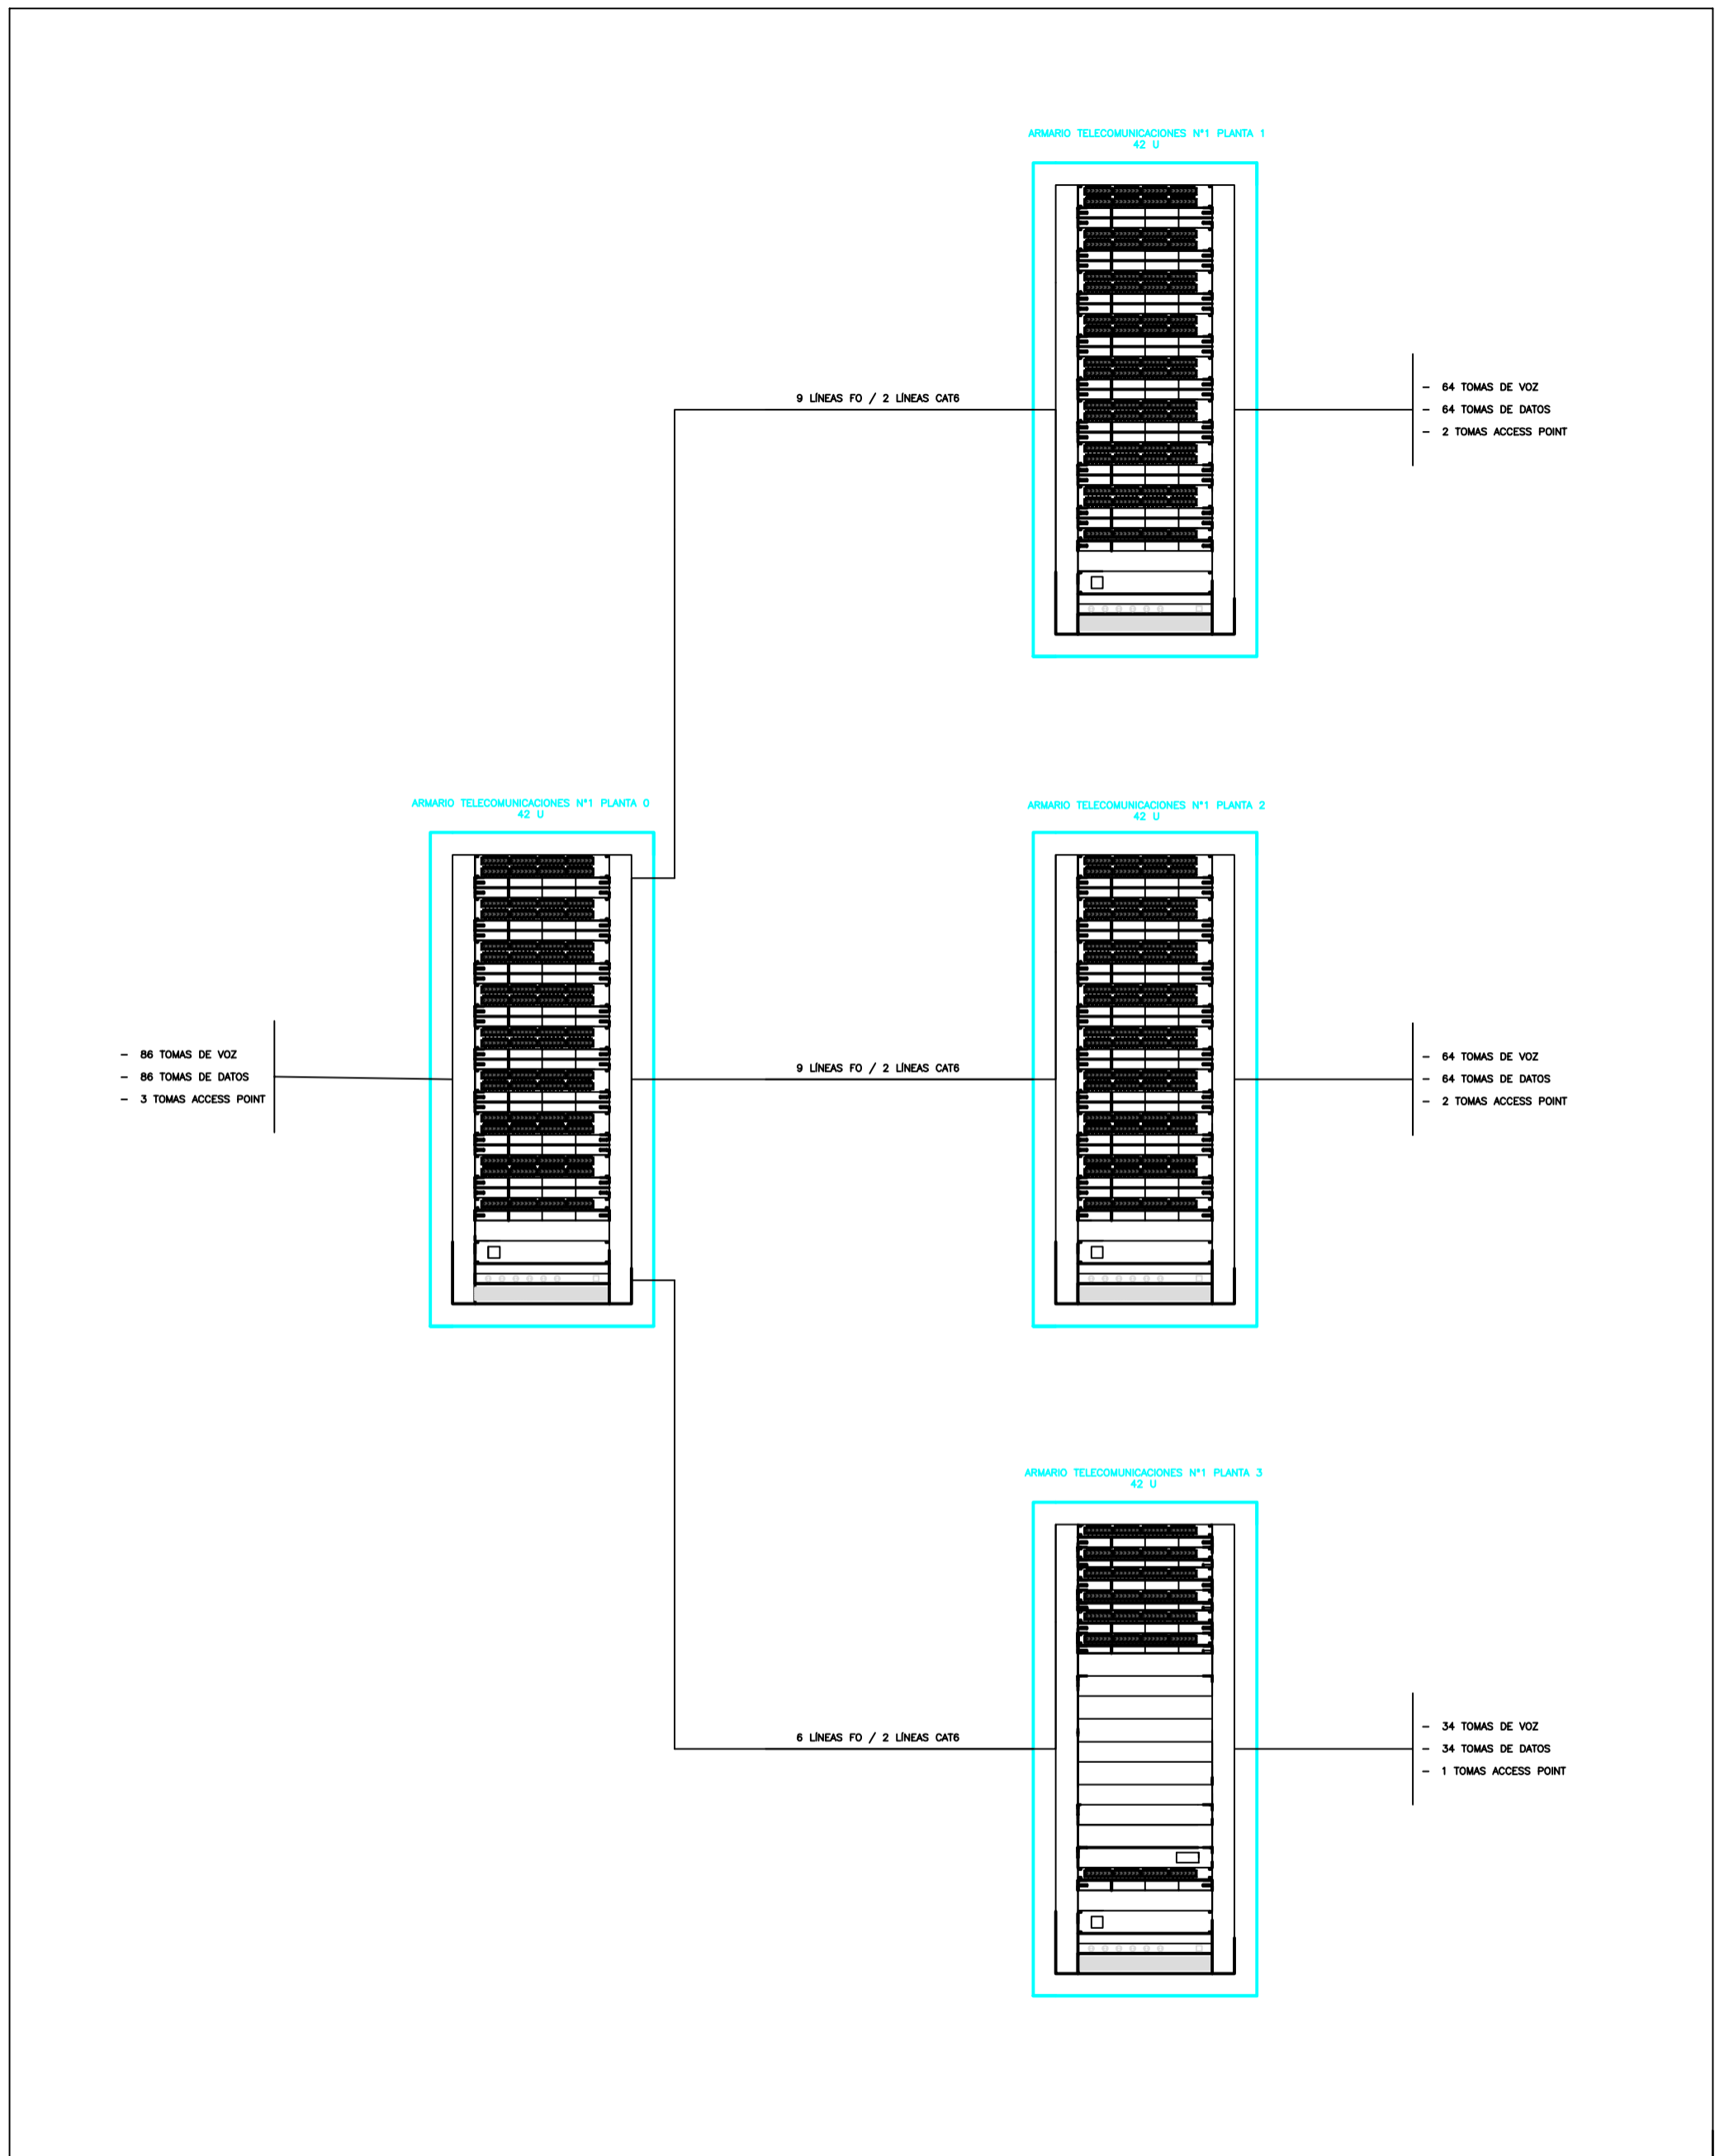 ARMARIO TELECOMUNICACIONES Nº1 PLANTA 1
42 U
9 LÍNEAS FO / 2 LÍNEAS CAT6
- 64 TOMAS DE VOZ
- 64 TOMAS DE DATOS
- 2 TOMAS ACCESS POINT
ARMARIO TELECOMUNICACIONES Nº1 PLANTA 0
42 U
- 86 TOMAS DE VOZ
- 86 TOMAS DE DATOS
- 3 TOMAS ACCESS POINT
ARMARIO TELECOMUNICACIONES Nº1 PLANTA 2
42 U
9 LÍNEAS FO / 2 LÍNEAS CAT6
- 64 TOMAS DE VOZ
- 64 TOMAS DE DATOS
- 2 TOMAS ACCESS POINT
ARMARIO TELECOMUNICACIONES Nº1 PLANTA 3
42 U
6 LÍNEAS FO / 2 LÍNEAS CAT6
- 34 TOMAS DE VOZ
- 34 TOMAS DE DATOS
- 1 TOMAS ACCESS POINT